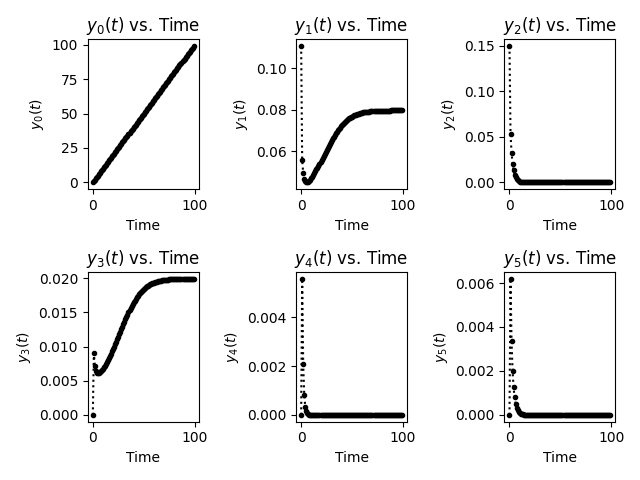 y₀(t) vs. Time
y₀(t)
100
75
50
25
0
0
100
Time
y₁(t) vs. Time
y₁(t)
0.10
0.08
0.06
0
100
Time
y₂(t) vs. Time
y₂(t)
0.15
0.10
0.05
0.00
0
100
Time
y₃(t) vs. Time
y₃(t)
0.020
0.015
0.010
0.005
0.000
0
100
Time
y₄(t) vs. Time
y₄(t)
0.004
0.002
0.000
0
100
Time
y₅(t) vs. Time
y₅(t)
0.006
0.004
0.002
0.000
0
100
Time